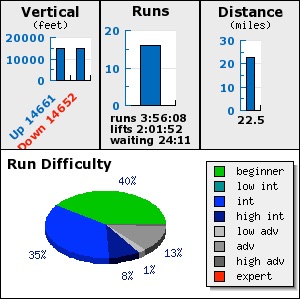 Vertical
(feet)
20000
10000
0
Up 14661
Down 14652
Runs
20
10
0
runs 3:56:08
lifts 2:01:52
waiting 24:11
Distance
(miles)
30
20
10
0
22.5
Run Difficulty
40%
35%
8%
1%
13%
beginner
low int
int
high int
low adv
adv
high adv
expert